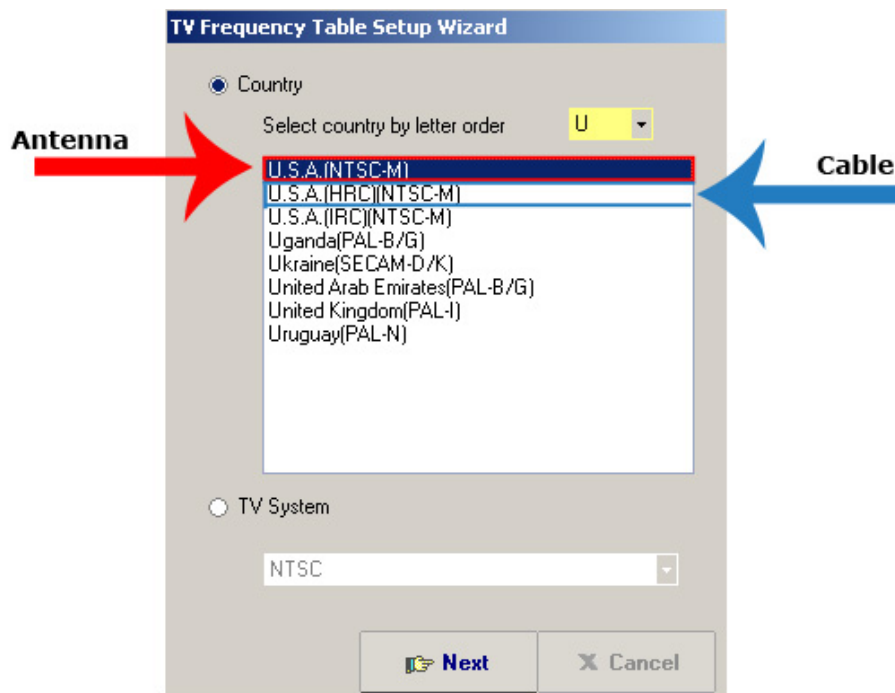 TV Frequency Table Setup Wizard
Country
Select country by letter order U
Antenna
U.S.A.(NTSC-M)
U.S.A.(HRC)(NTSC-M)
Cable
U.S.A.(IRC)(NTSC-M)
Uganda(PAL-B/G)
Ukraine(SECAM-D/K)
United Arab Emirates(PAL-B/G)
United Kingdom(PAL-I)
Uruguay(PAL-N)
TV System
NTSC
Next X Cancel